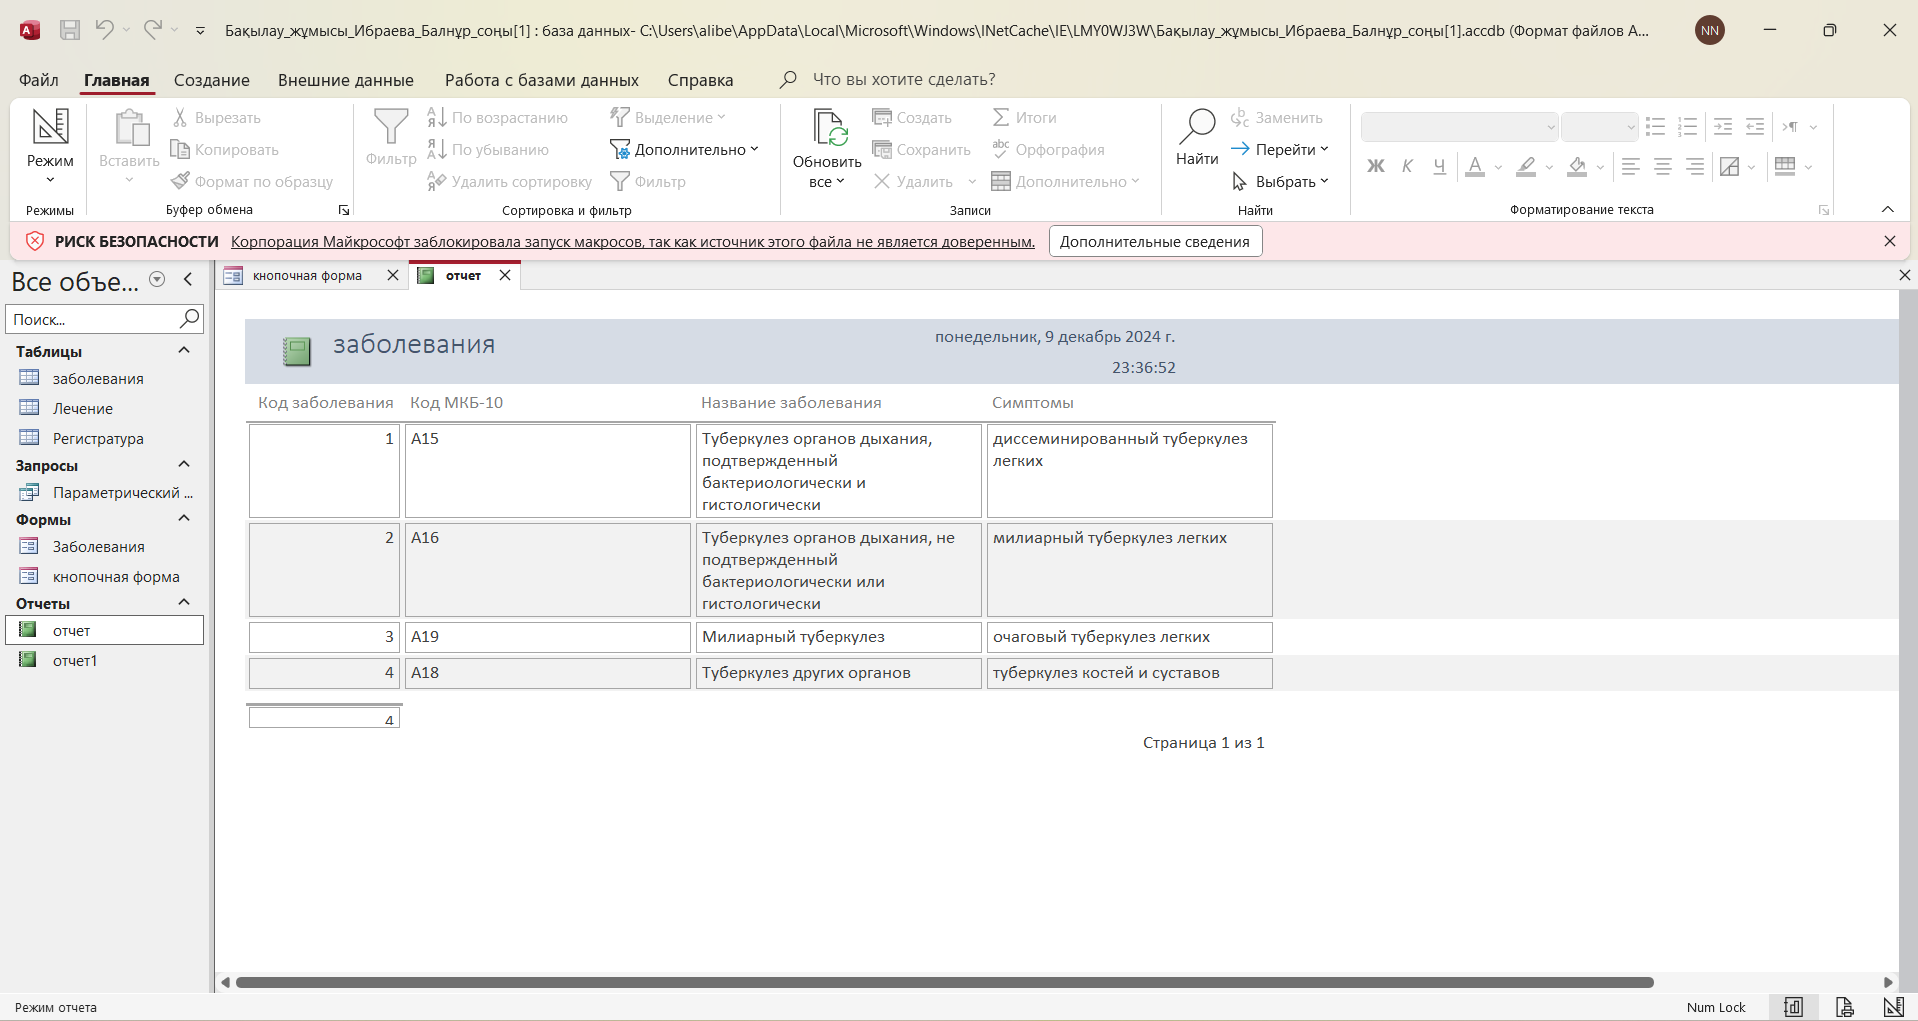 Бақылау_жұмысы_Ибраева_Балнұр_соңы[1] : база данных- C:\Users\alibe\AppData\Local\Microsoft\Windows\INetCache\IE\LMY0WJ3W\Бақылау_жұмысы_Ибраева_Балнұр_соңы[1].accdb (Формат файлов A...
NN
Файл Главная Создание Внешние данные Работа с базами данных Справка Что вы хотите сделать?
Режим
Режимы
Вставить
Вырезать
Копировать
Формат по образцу
Буфер обмена
Фильтр
По возрастанию
По убыванию
Удалить сортировку
Выделение
Дополнительно
Фильтр
Сортировка и фильтр
Обновить
все
Создать
Сохранить
Удалить
Итоги
Орфография
Дополнительно
Записи
Найти
Заменить
Перейти
Выбрать
Найти
Ж К Ч А
Форматирование текста
РИСК БЕЗОПАСНОСТИ Корпорация Майкрософт заблокировала запуск макросов, так как источник этого файла не является доверенным. Дополнительные сведения
Все объе...
Поиск...
Таблицы
заболевания
Лечение
Регистратура
Запросы
Параметрический ...
Формы
Заболевания
кнопочная форма
Отчеты
отчет
отчет1
кнопочная форма отчет
заболевания
понедельник, 9 декабрь 2024 г.
23:36:52
Код заболевания Код МКБ-10 Название заболевания Симптомы
1 A15 Туберкулез органов дыхания, диссеминированный туберкулез
подтвержденный легких
бактериологически и
гистологически
2 A16 Туберкулез органов дыхания, не милиарный туберкулез легких
подтвержденный
бактериологически или
гистологически
3 A19 Милиарный туберкулез очаговый туберкулез легких
4 A18 Туберкулез других органов туберкулез костей и суставов
4
Страница 1 из 1
Режим отчета
Num Lock